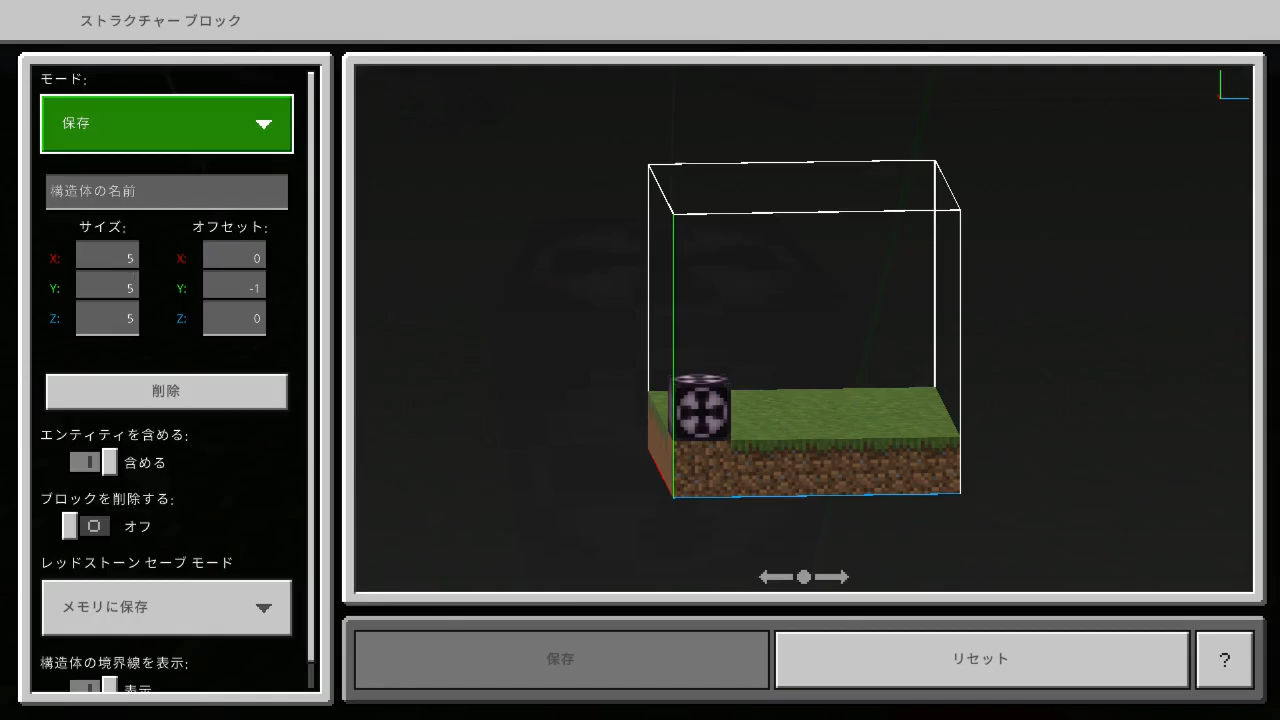 ストラクチャー ブロック
モード:
保存
構造体の名前
サイズ:
オフセット:
X: 5 X: 0
Y: 5 Y: -1
Z: 5 Z: 0
削除
エンティティを含める:
含める
ブロックを削除する:
オフ
レッドストーン セーブ モード
メモリに保存
構造体の境界線を表示:
表示
保存
リセット
?